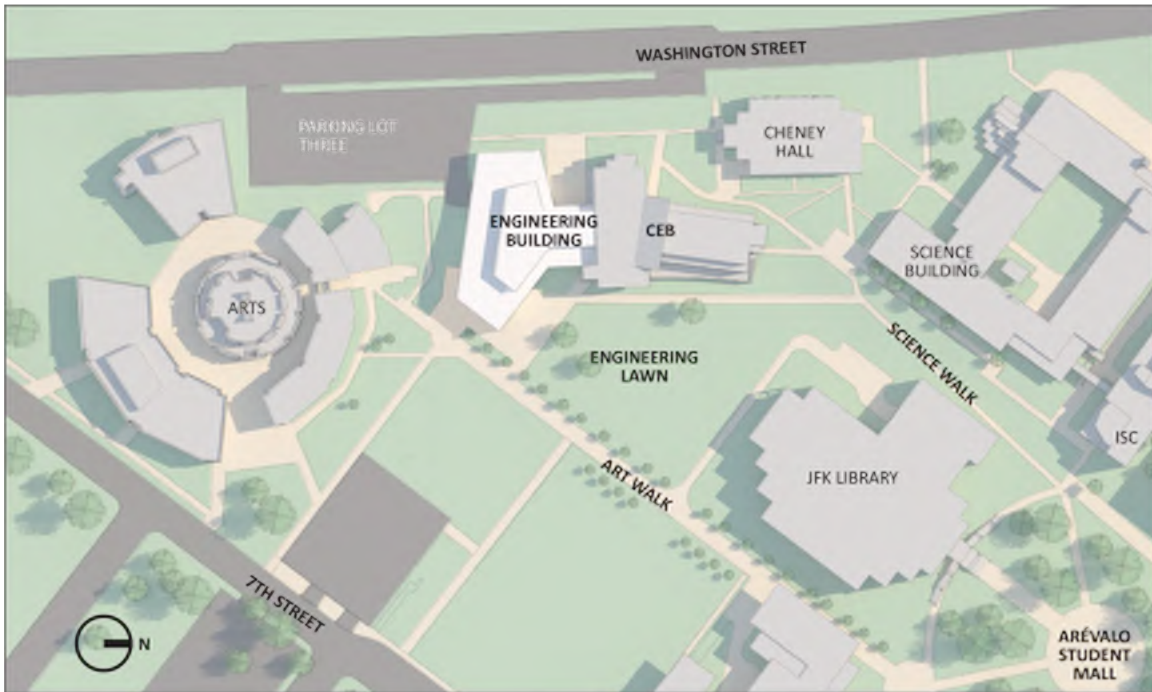 WASHINGTON STREET
PARKING LOT
THREE
CHENEY
HALL
ENGINEERING
BUILDING
CEB
SCIENCE
BUILDING
ARTS
ENGINEERING
LAWN
SCIENCE WALK
ISC
ART WALK
JFK LIBRARY
7TH STREET
N
ARÉVALO
STUDENT
MALL